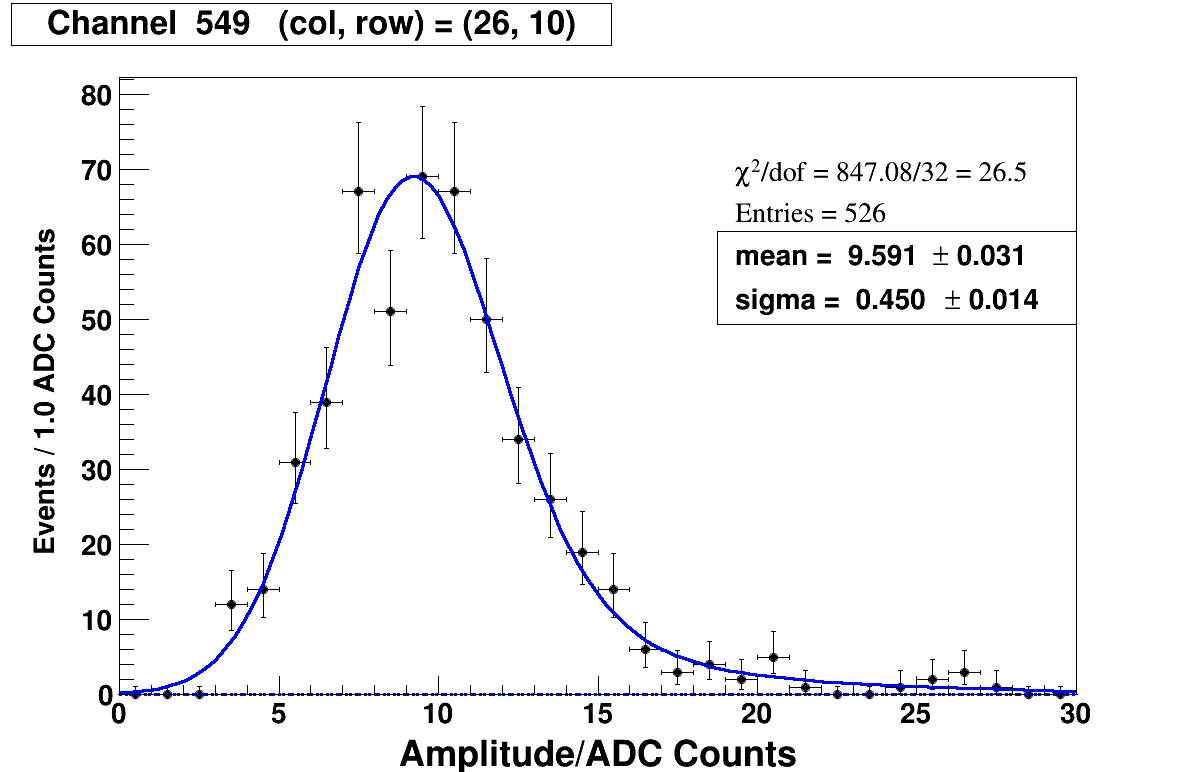 Channel 549 (col, row) = (26, 10)
80
70
60
50
40
30
20
10
0
Events / 1.0 ADC Counts
χ²/dof = 847.08/32 = 26.5
Entries = 526
mean = 9.591 ± 0.031
sigma = 0.450 ± 0.014
0 5 10 15 20 25 30
Amplitude/ADC Counts